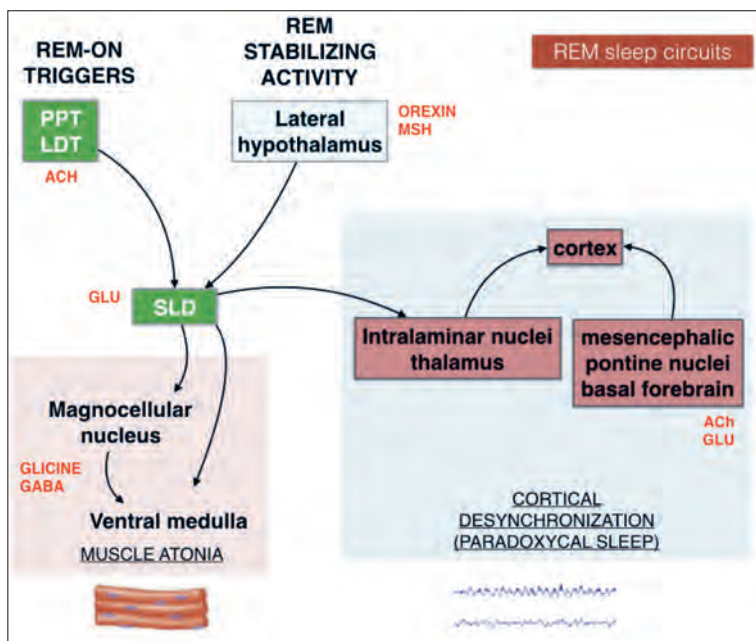 REM-ON
TRIGGERS
REM
STABILIZING
ACTIVITY
REM sleep circuits
PPT
LDT
ACH
Lateral
hypothalamus
OREXIN
MSH
GLU
SLD
cortex
Intralaminar nuclei
thalamus
mesencephalic
pontine nuclei
basal forebrain
ACh
GLU
Magnocellular
nucleus
GLICINE
GABA
Ventral medulla
MUSCLE ATONIA
CORTICAL
DESYNCHRONIZATION
(PARADOXYCAL SLEEP)